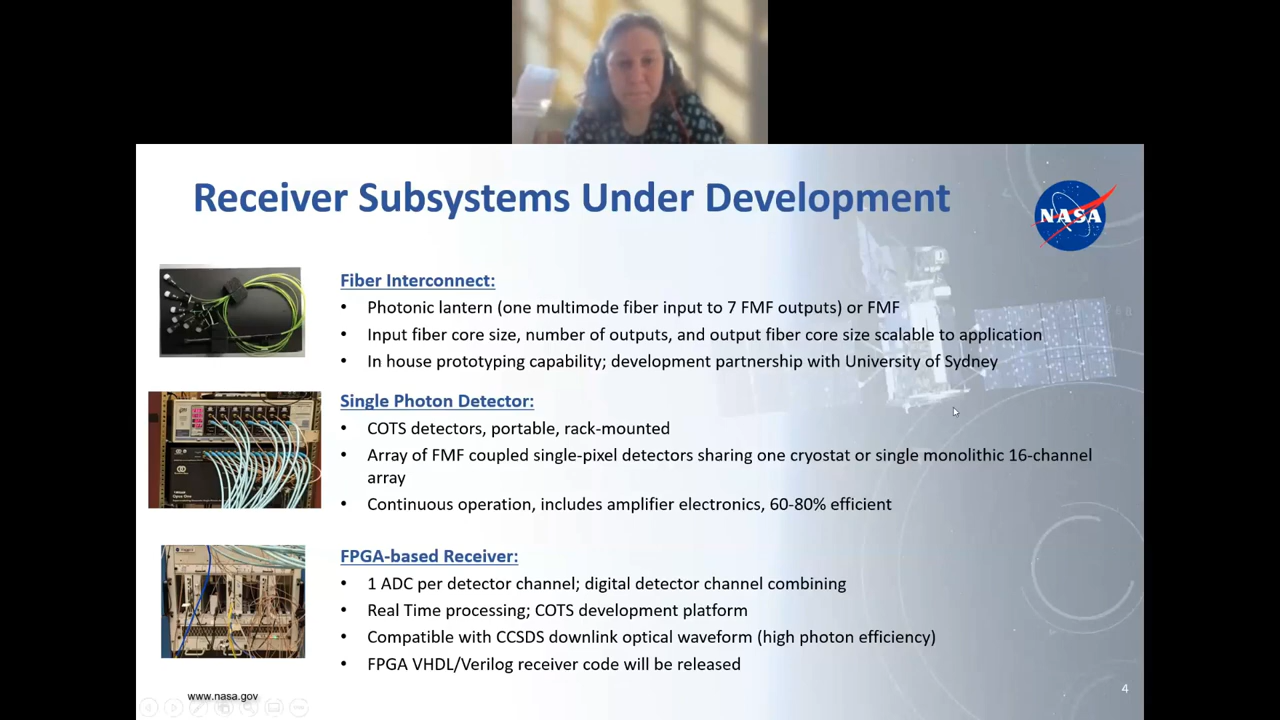 Receiver Subsystems Under Development
NASA
Fiber Interconnect:
• Photonic lantern (one multimode fiber input to 7 FMF outputs) or FMF
• Input fiber core size, number of outputs, and output fiber core size scalable to application
• In house prototyping capability; development partnership with University of Sydney
Single Photon Detector:
• COTS detectors, portable, rack-mounted
• Array of FMF coupled single-pixel detectors sharing one cryostat or single monolithic 16-channel
array
• Continuous operation, includes amplifier electronics, 60-80% efficient
FPGA-based Receiver:
• 1 ADC per detector channel; digital detector channel combining
• Real Time processing; COTS development platform
• Compatible with CCSDS downlink optical waveform (high photon efficiency)
• FPGA VHDL/Verilog receiver code will be released
www.nasa.gov
4